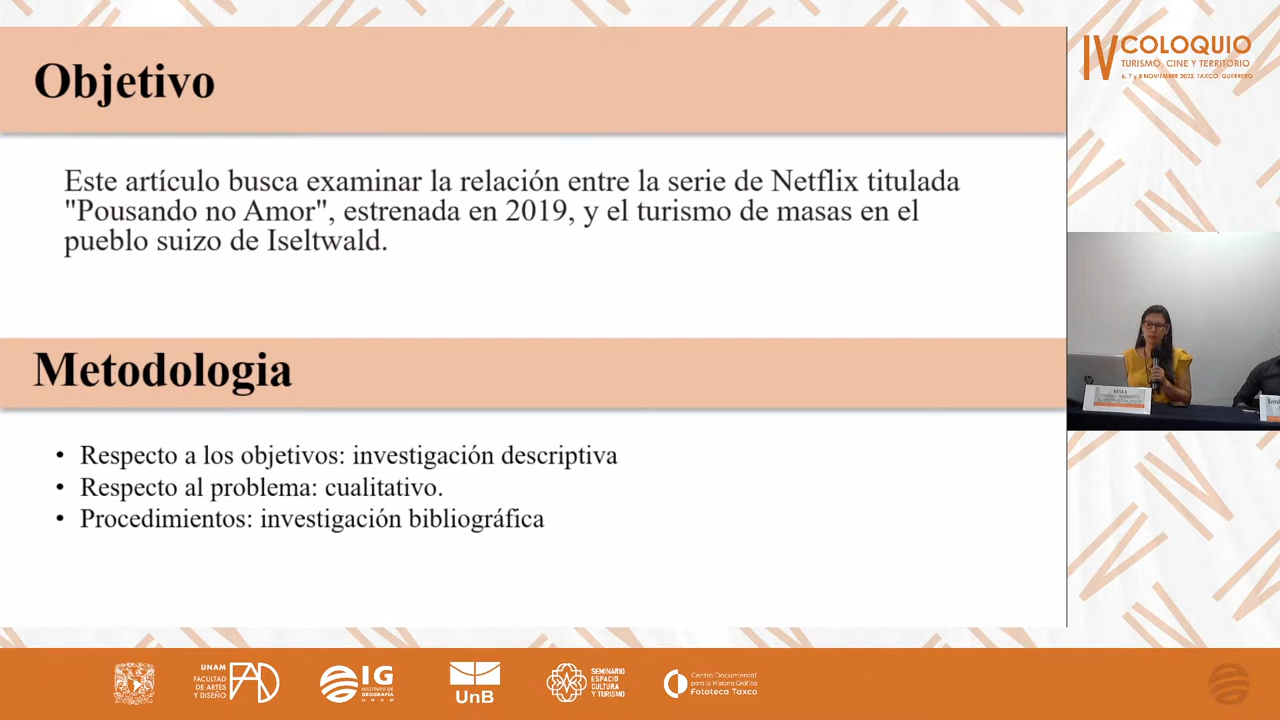 Objetivo
Este artículo busca examinar la relación entre la serie de Netflix titulada
"Pousando no Amor", estrenada en 2019, y el turismo de masas en el
pueblo suizo de Iseltwald.
Metodologia
• Respecto a los objetivos: investigación descriptiva
• Respecto al problema: cualitativo.
• Procedimientos: investigación bibliográfica
IV COLOQUIO
TURISMO, CINE Y TERRITORIO
6, 7 y 8 NOVIEMBRE 2023. TAXCO, GUERRERO
MESA 6
UNAM
FACULTAD
DE ARTES
Y DISEÑO
FAD
IG
INSTITUTO DE
GEOGRAFÍA
UNAM
UnB
SEMINARIO
ESPACIO
CULTURA
Y TURISMO
Centro Documental
para la Historia Gráfica
Fototeca Taxco